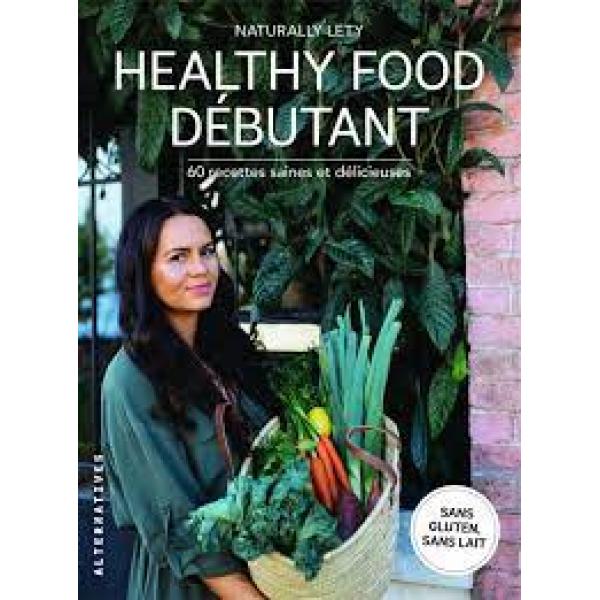 NATURALLY LETY
HEALTHY FOOD
DÉBUTANT
60 recettes saines et délicieuses
ALTERNATIVES
SANS
GLUTEN,
SANS LAIT